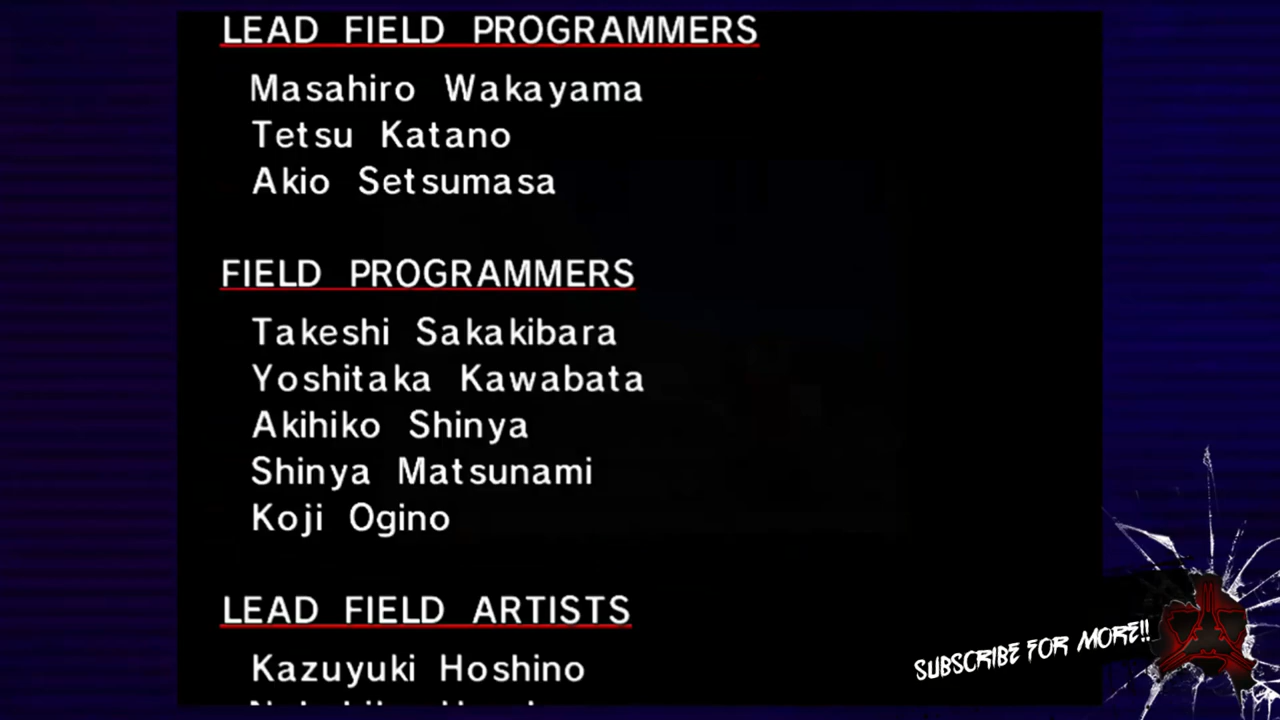 LEAD FIELD PROGRAMMERS
Masahiro Wakayama
Tetsu Katano
Akio Setsumasa
FIELD PROGRAMMERS
Takeshi Sakakibara
Yoshitaka Kawabata
Akihiko Shinya
Shinya Matsunami
Koji Ogino
LEAD FIELD ARTISTS
Kazuyuki Hoshino
SUBSCRIBE FOR MORE!!